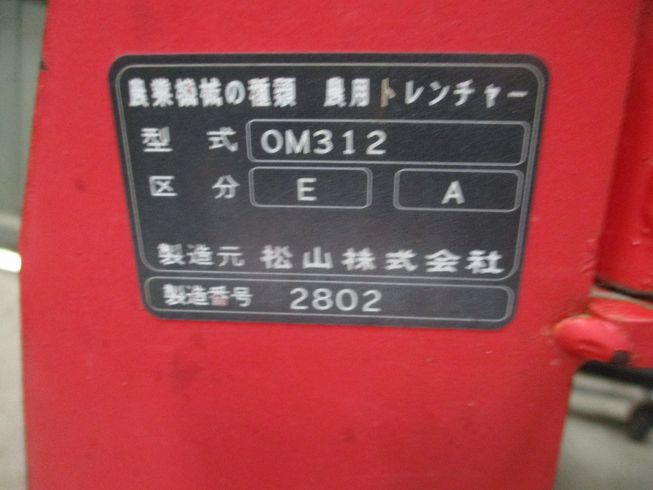 農業機械の種類 農用トレンチャー
型式 OM312
区分 E A
製造元 松山株式会社
製造番号 2802